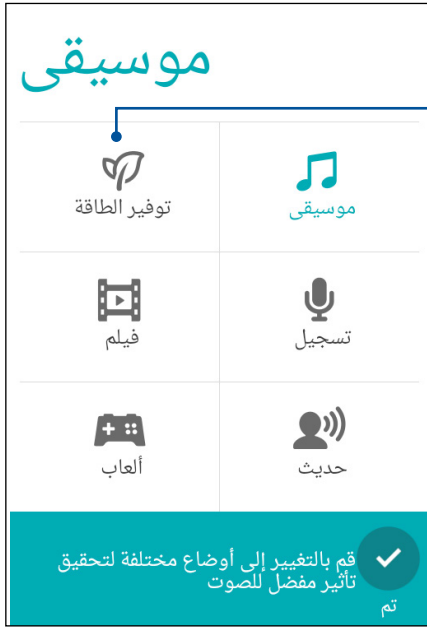 موسيقى
موسيقى
توفير الطاقة
تسجيل
فيلم
حديث
ألعاب
قم بالتغيير إلى أوضاع مختلفة لتحقيق
تأثير مفضل للصوت
تم